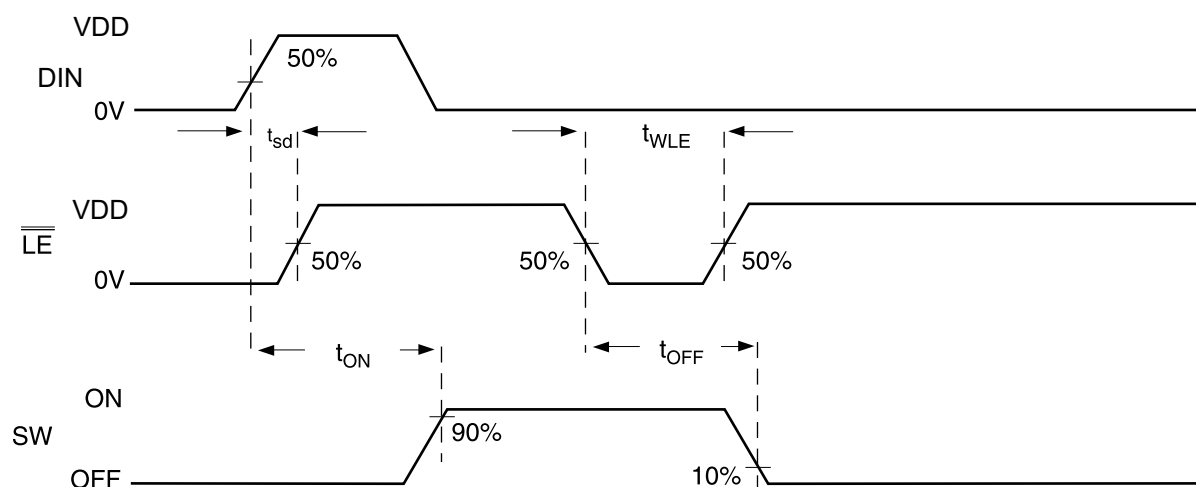 VDD
50%
DIN
0V
tsd
tWLE
VDD
LE
50%
50%
50%
0V
tON
tOFF
ON
SW
90%
10%
OFF